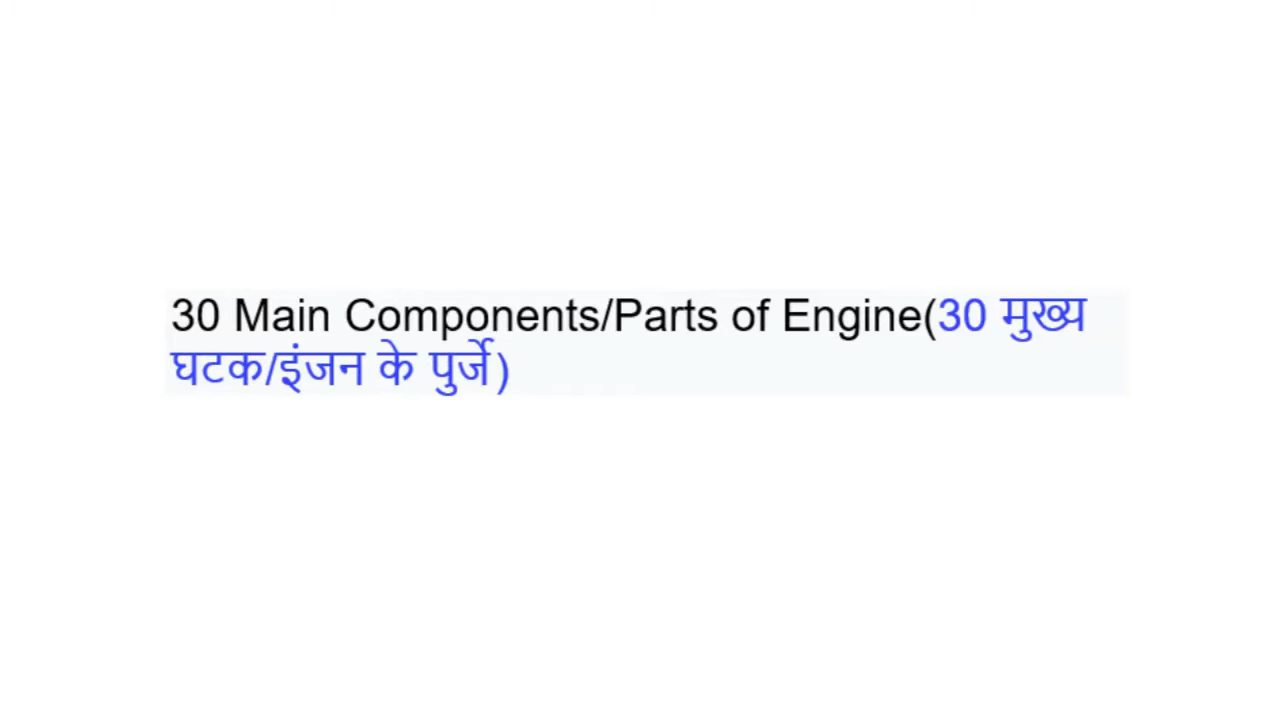 30 Main Components/Parts of Engine(30 मुख्य
घटक/इंजन के पुर्जे)